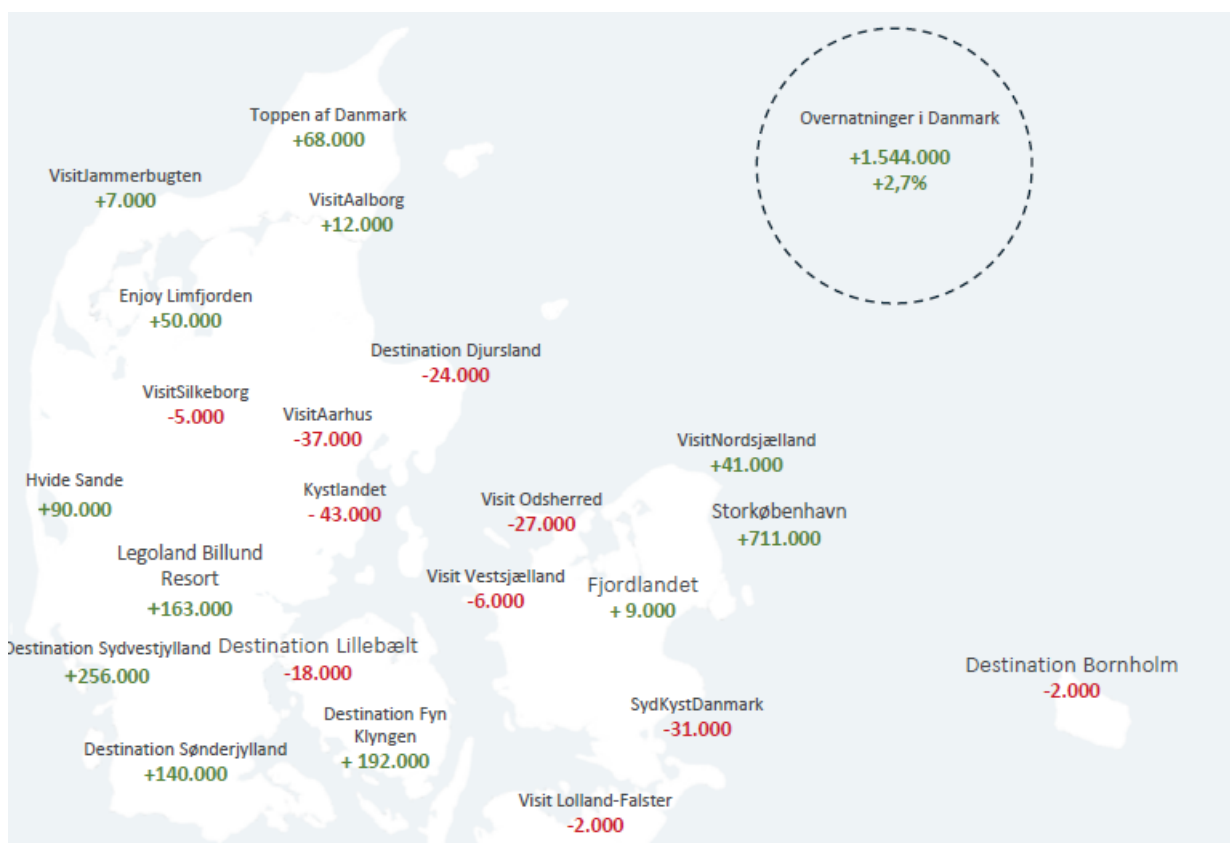 Toppen af Danmark
+68.000
Overnatninger i Danmark
+1.544.000
+2,7%
VisitJammerbugten
+7.000
VisitAalborg
+12.000
Enjoy Limfjorden
+50.000
Destination Djursland
-24.000
VisitSilkeborg
-5.000
VisitAarhus
-37.000
VisitNordsjælland
+41.000
Hvide Sande
+90.000
Kystlandet
- 43.000
Visit Odsherred
-27.000
Storkøbenhavn
+711.000
Legoland Billund
Resort
+163.000
Visit Vestsjælland
-6.000
Fjordlandet
+ 9.000
Destination Sydvestjylland
+256.000
Destination Lillebælt
-18.000
Destination Bornholm
-2.000
Destination Fyn
Klyngen
+ 192.000
SydKystDanmark
-31.000
Destination Sønderjylland
+140.000
Visit Lolland-Falster
-2.000